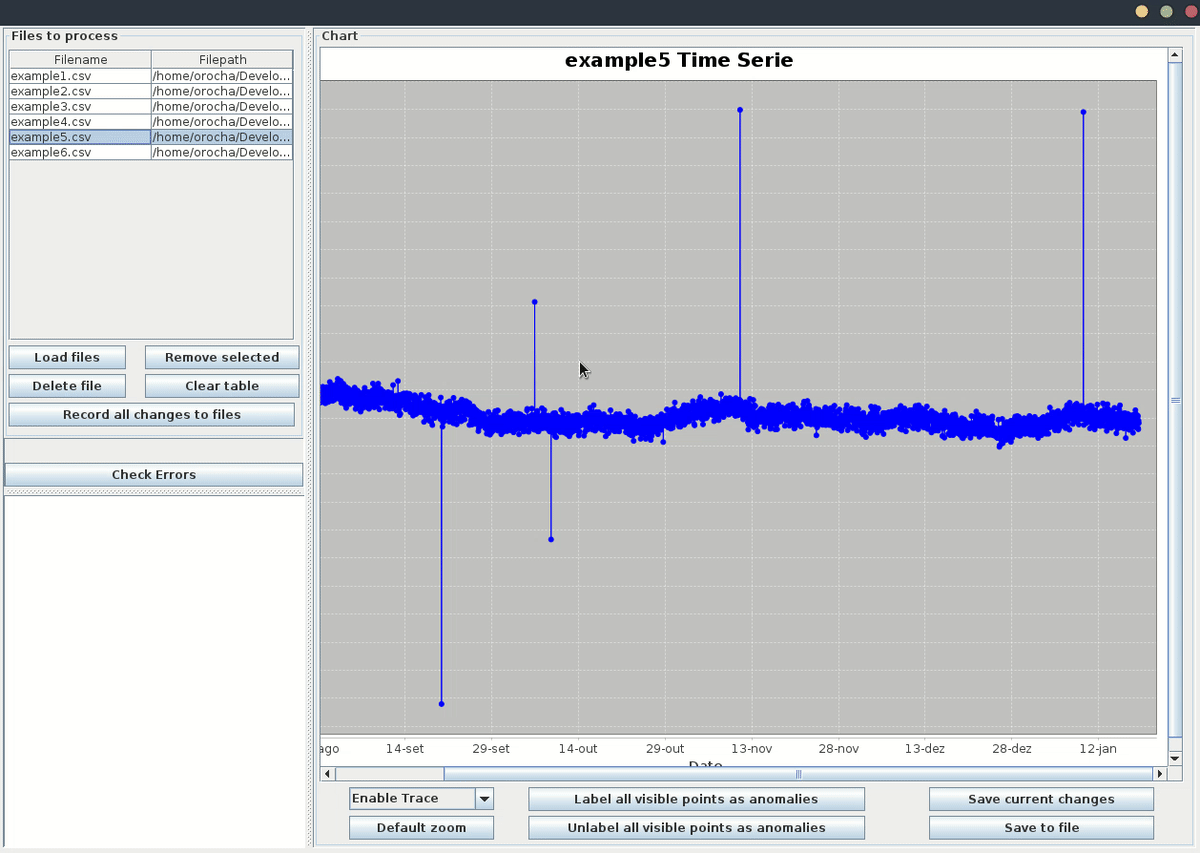 Files to process
Filename Filepath
example1.csv /home/orocha/Develo...
example2.csv /home/orocha/Develo...
example3.csv /home/orocha/Develo...
example4.csv /home/orocha/Develo...
example5.csv /home/orocha/Develo...
example6.csv /home/orocha/Develo...
Load files Remove selected
Delete file Clear table
Record all changes to files
Check Errors
Chart
example5 Time Serie
ago 14-set 29-set 14-out 29-out 13-nov 28-nov 13-dez 28-dez 12-jan
Date
Enable Trace Label all visible points as anomalies Save current changes
Default zoom Unlabel all visible points as anomalies Save to file